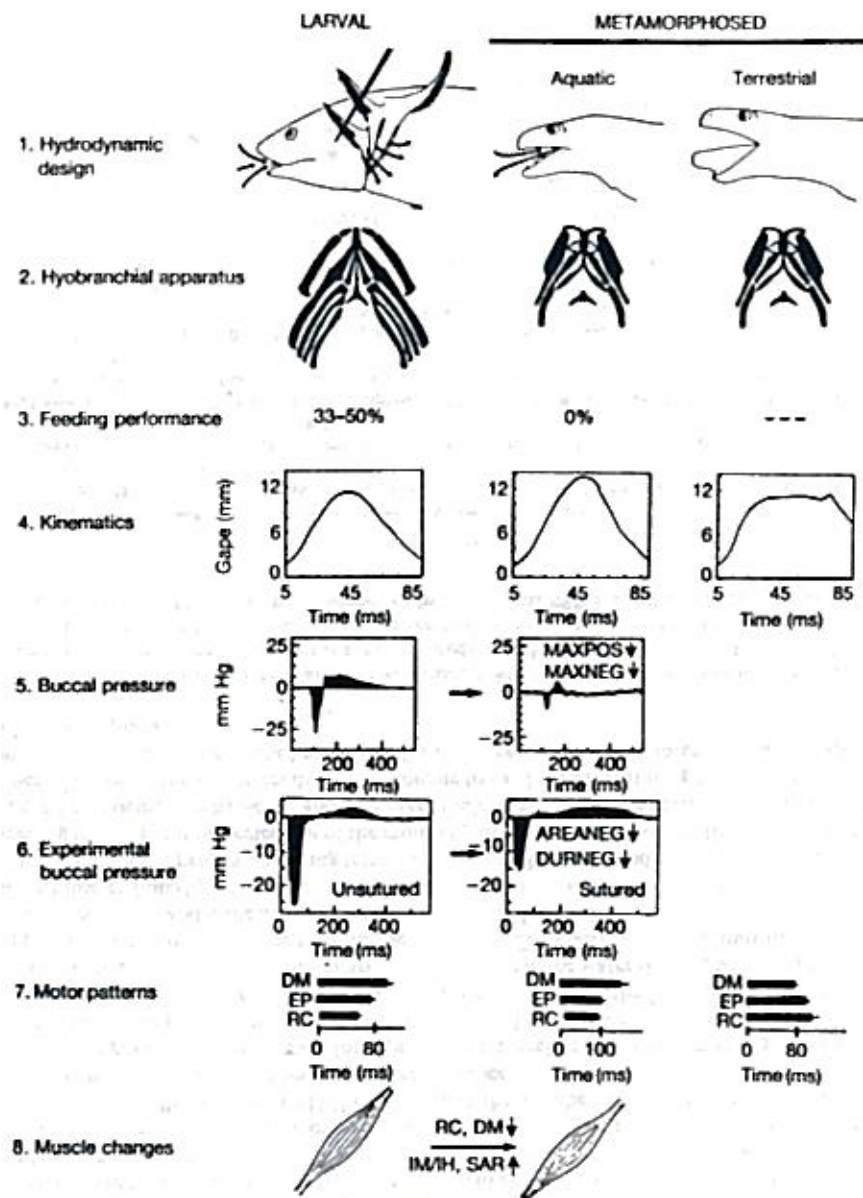 LARVAL METAMORPHOSED
Aquatic Terrestrial
1. Hydrodynamic
design
2. Hyobranchial apparatus
3. Feeding performance 33–50% 0% ---
4. Kinematics
Gape (mm)
12
6
0
5 45 85
Time (ms)
12
6
0
5 45 85
Time (ms)
12
6
0
5 45 85
Time (ms)
5. Buccal pressure
mm Hg
25
0
−25
200 400
Time (ms)
25
0
−25
MAXPOS ↓
MAXNEG ↓
200 400
Time (ms)
6. Experimental
buccal pressure
mm Hg
0
−10
−20
Unsutured
0 200 400
Time (ms)
0
−10
−20
AREANEG ↓
DURNEG ↓
Sutured
0 200 400
Time (ms)
7. Motor patterns
DM
EP
RC
0 80
Time (ms)
DM
EP
RC
0 100
Time (ms)
DM
EP
RC
0 80
Time (ms)
8. Muscle changes
RC, DM ↓
IM/IH, SAR ↑